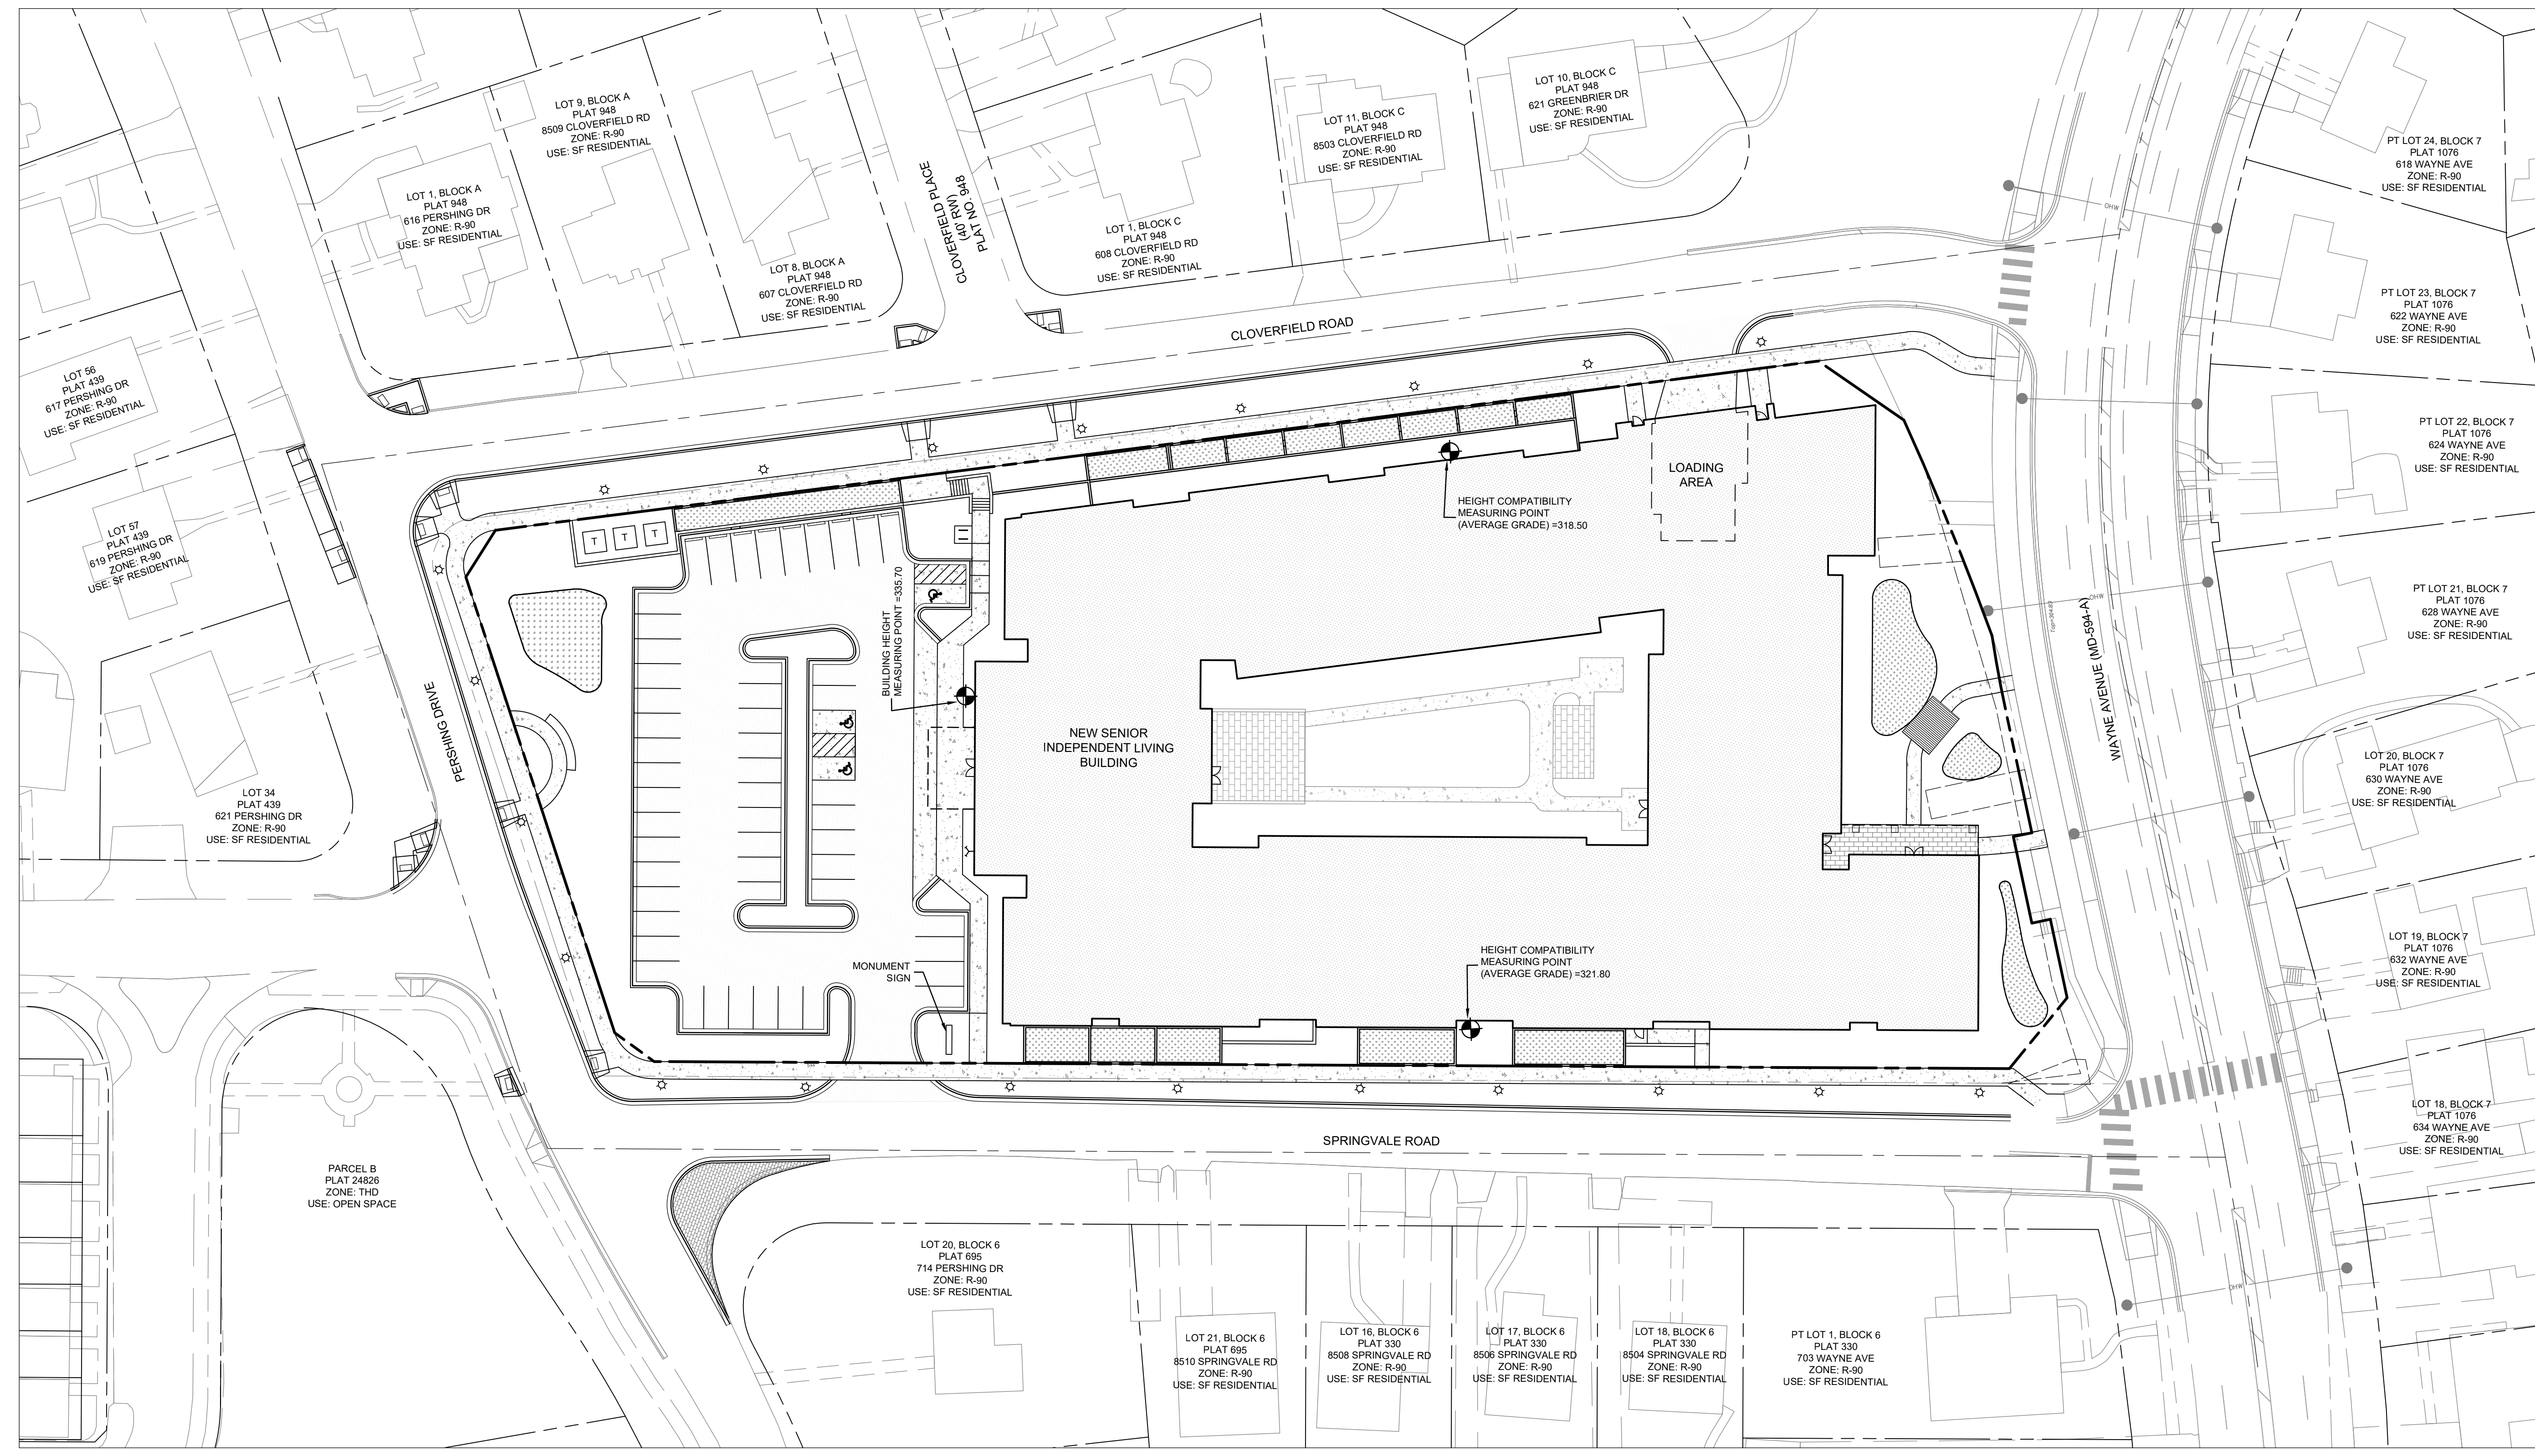 LOT 9, BLOCK A
PLAT 948
8509 CLOVERFIELD RD
ZONE: R-90
USE: SF RESIDENTIAL
LOT 1, BLOCK A
PLAT 948
616 PERSHING DR
ZONE: R-90
USE: SF RESIDENTIAL
LOT 8, BLOCK A
PLAT 948
607 CLOVERFIELD RD
ZONE: R-90
USE: SF RESIDENTIAL
CLOVERFIELD PLACE
(40' RW)
PLAT NO. 948
LOT 1, BLOCK C
PLAT 948
608 CLOVERFIELD RD
ZONE: R-90
USE: SF RESIDENTIAL
LOT 11, BLOCK C
PLAT 948
8503 CLOVERFIELD RD
ZONE: R-90
USE: SF RESIDENTIAL
LOT 10, BLOCK C
PLAT 948
621 GREENBRIER DR
ZONE: R-90
USE: SF RESIDENTIAL
PT LOT 24, BLOCK 7
PLAT 1076
618 WAYNE AVE
ZONE: R-90
USE: SF RESIDENTIAL
OHW
PT LOT 23, BLOCK 7
PLAT 1076
622 WAYNE AVE
ZONE: R-90
USE: SF RESIDENTIAL
CLOVERFIELD ROAD
LOT 56
PLAT 439
617 PERSHING DR
ZONE: R-90
USE: SF RESIDENTIAL
PT LOT 22, BLOCK 7
PLAT 1076
624 WAYNE AVE
ZONE: R-90
USE: SF RESIDENTIAL
LOADING
AREA
HEIGHT COMPATIBILITY
MEASURING POINT
(AVERAGE GRADE) =318.50
LOT 57
PLAT 439
619 PERSHING DR
ZONE: R-90
USE: SF RESIDENTIAL
T
T
T
BUILDING HEIGHT
MEASURING POINT =335.70
OHW
PT LOT 21, BLOCK 7
PLAT 1076
628 WAYNE AVE
ZONE: R-90
USE: SF RESIDENTIAL
WAYNE AVENUE (MD-594-A)
PERSHING DRIVE
NEW SENIOR
INDEPENDENT LIVING
BUILDING
LOT 20, BLOCK 7
PLAT 1076
630 WAYNE AVE
ZONE: R-90
USE: SF RESIDENTIAL
LOT 34
PLAT 439
621 PERSHING DR
ZONE: R-90
USE: SF RESIDENTIAL
MONUMENT
SIGN
HEIGHT COMPATIBILITY
MEASURING POINT
(AVERAGE GRADE) =321.80
LOT 19, BLOCK 7
PLAT 1076
632 WAYNE AVE
ZONE: R-90
USE: SF RESIDENTIAL
LOT 18, BLOCK 7
PLAT 1076
634 WAYNE AVE
ZONE: R-90
USE: SF RESIDENTIAL
SPRINGVALE ROAD
PARCEL B
PLAT 24826
ZONE: THD
USE: OPEN SPACE
LOT 20, BLOCK 6
PLAT 695
714 PERSHING DR
ZONE: R-90
USE: SF RESIDENTIAL
OHW
LOT 21, BLOCK 6
PLAT 695
8510 SPRINGVALE RD
ZONE: R-90
USE: SF RESIDENTIAL
LOT 16, BLOCK 6
PLAT 330
8508 SPRINGVALE RD
ZONE: R-90
USE: SF RESIDENTIAL
LOT 17, BLOCK 6
PLAT 330
8506 SPRINGVALE RD
ZONE: R-90
USE: SF RESIDENTIAL
LOT 18, BLOCK 6
PLAT 330
8504 SPRINGVALE RD
ZONE: R-90
USE: SF RESIDENTIAL
PT LOT 1, BLOCK 6
PLAT 330
703 WAYNE AVE
ZONE: R-90
USE: SF RESIDENTIAL